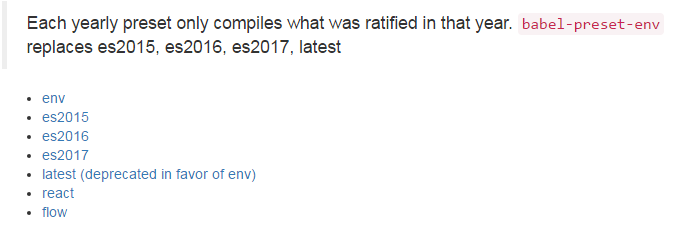 Each yearly preset only compiles what was ratified in that year. babel-preset-env
replaces es2015, es2016, es2017, latest
env
es2015
es2016
es2017
latest (deprecated in favor of env)
react
flow